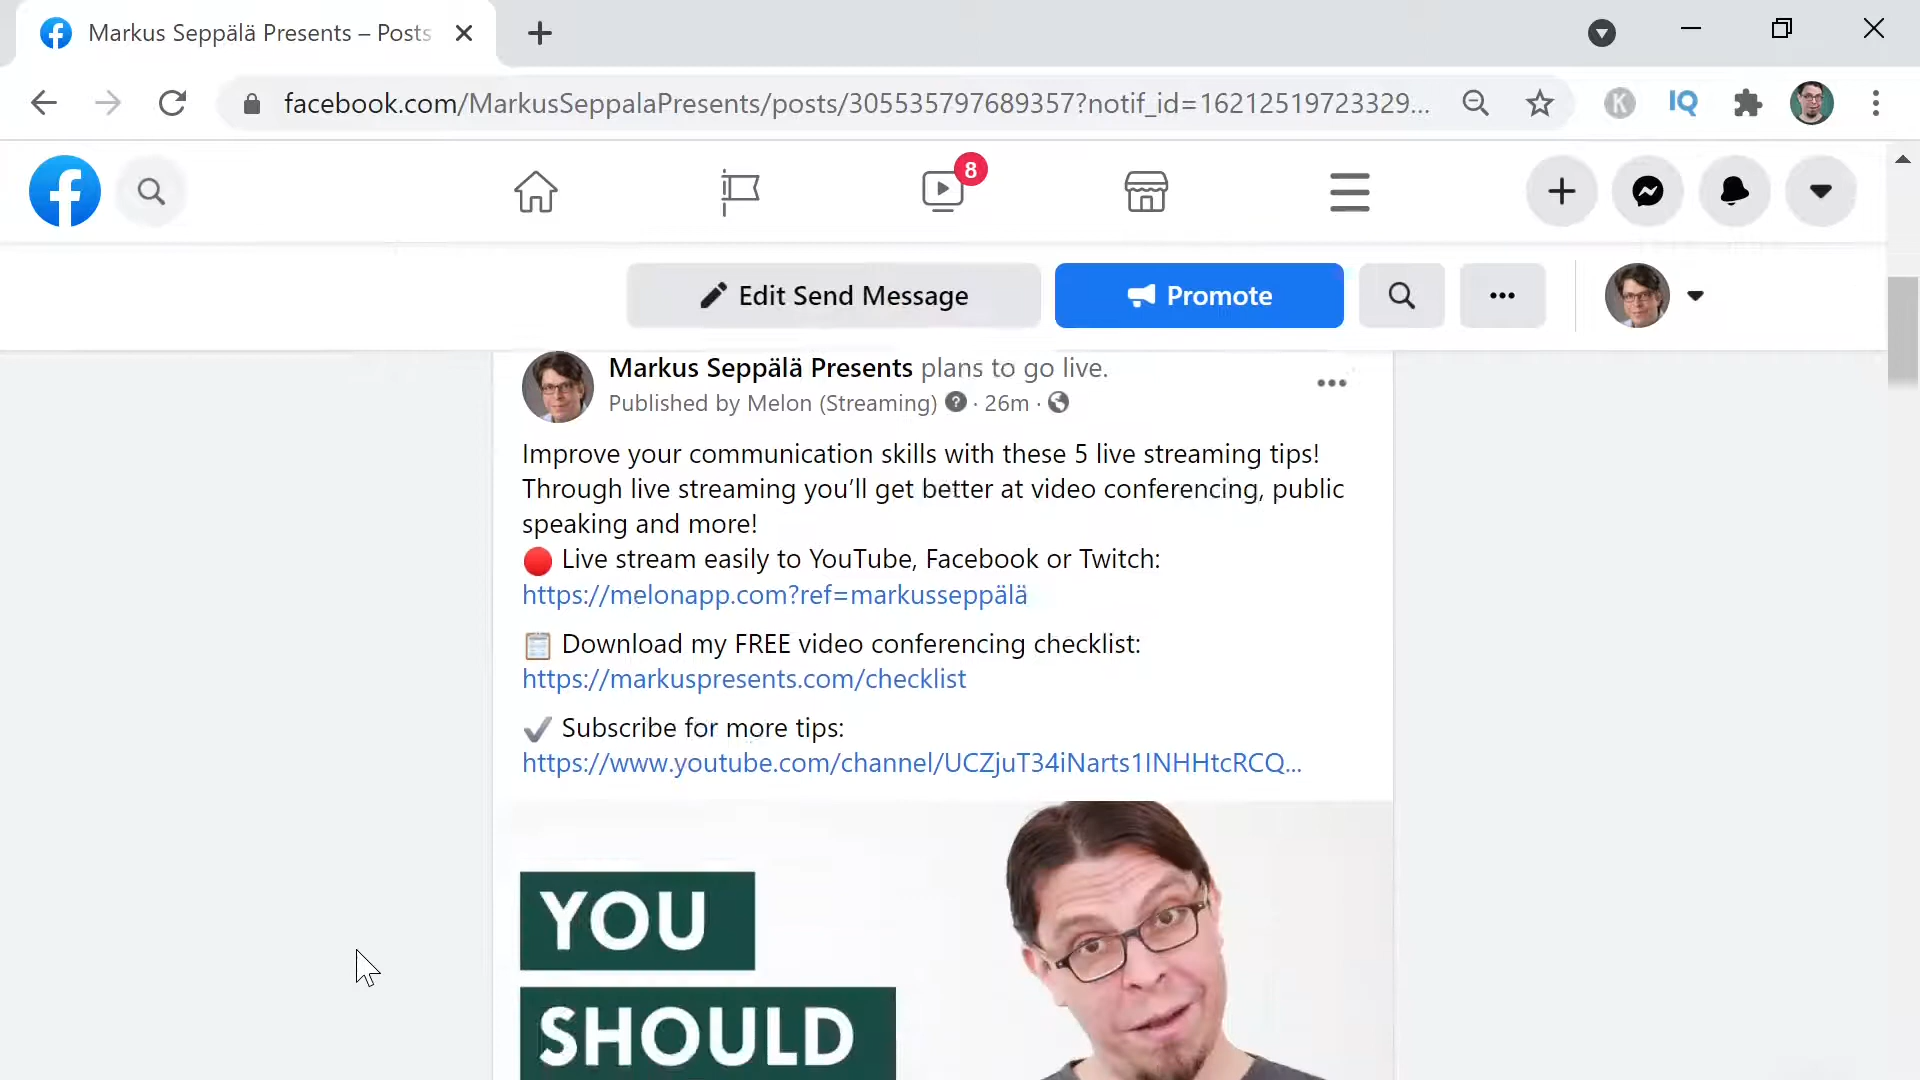 Markus Seppälä Presents – Posts
facebook.com/MarkusSeppalaPresents/posts/305535797689357?notif_id=16212519723329...
K
IQ
8
Edit Send Message
Promote
Markus Seppälä Presents plans to go live.
Published by Melon (Streaming) · 26m ·
Improve your communication skills with these 5 live streaming tips!
Through live streaming you’ll get better at video conferencing, public
speaking and more!
🔴 Live stream easily to YouTube, Facebook or Twitch:
https://melonapp.com?ref=markusseppälä
📋 Download my FREE video conferencing checklist:
https://markuspresents.com/checklist
✔ Subscribe for more tips:
https://www.youtube.com/channel/UCZjuT34iNarts1INHHtcRCQ...
YOU
SHOULD